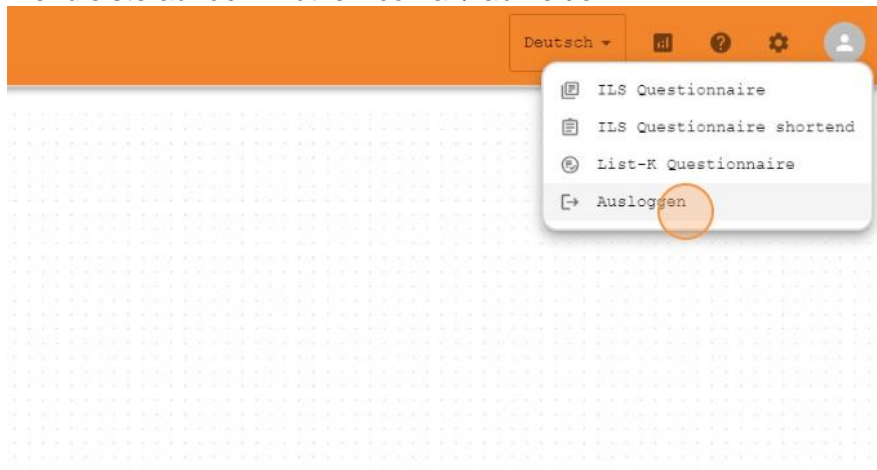 Deutsch
ILS Questionnaire
ILS Questionnaire shortend
List-K Questionnaire
Ausloggen